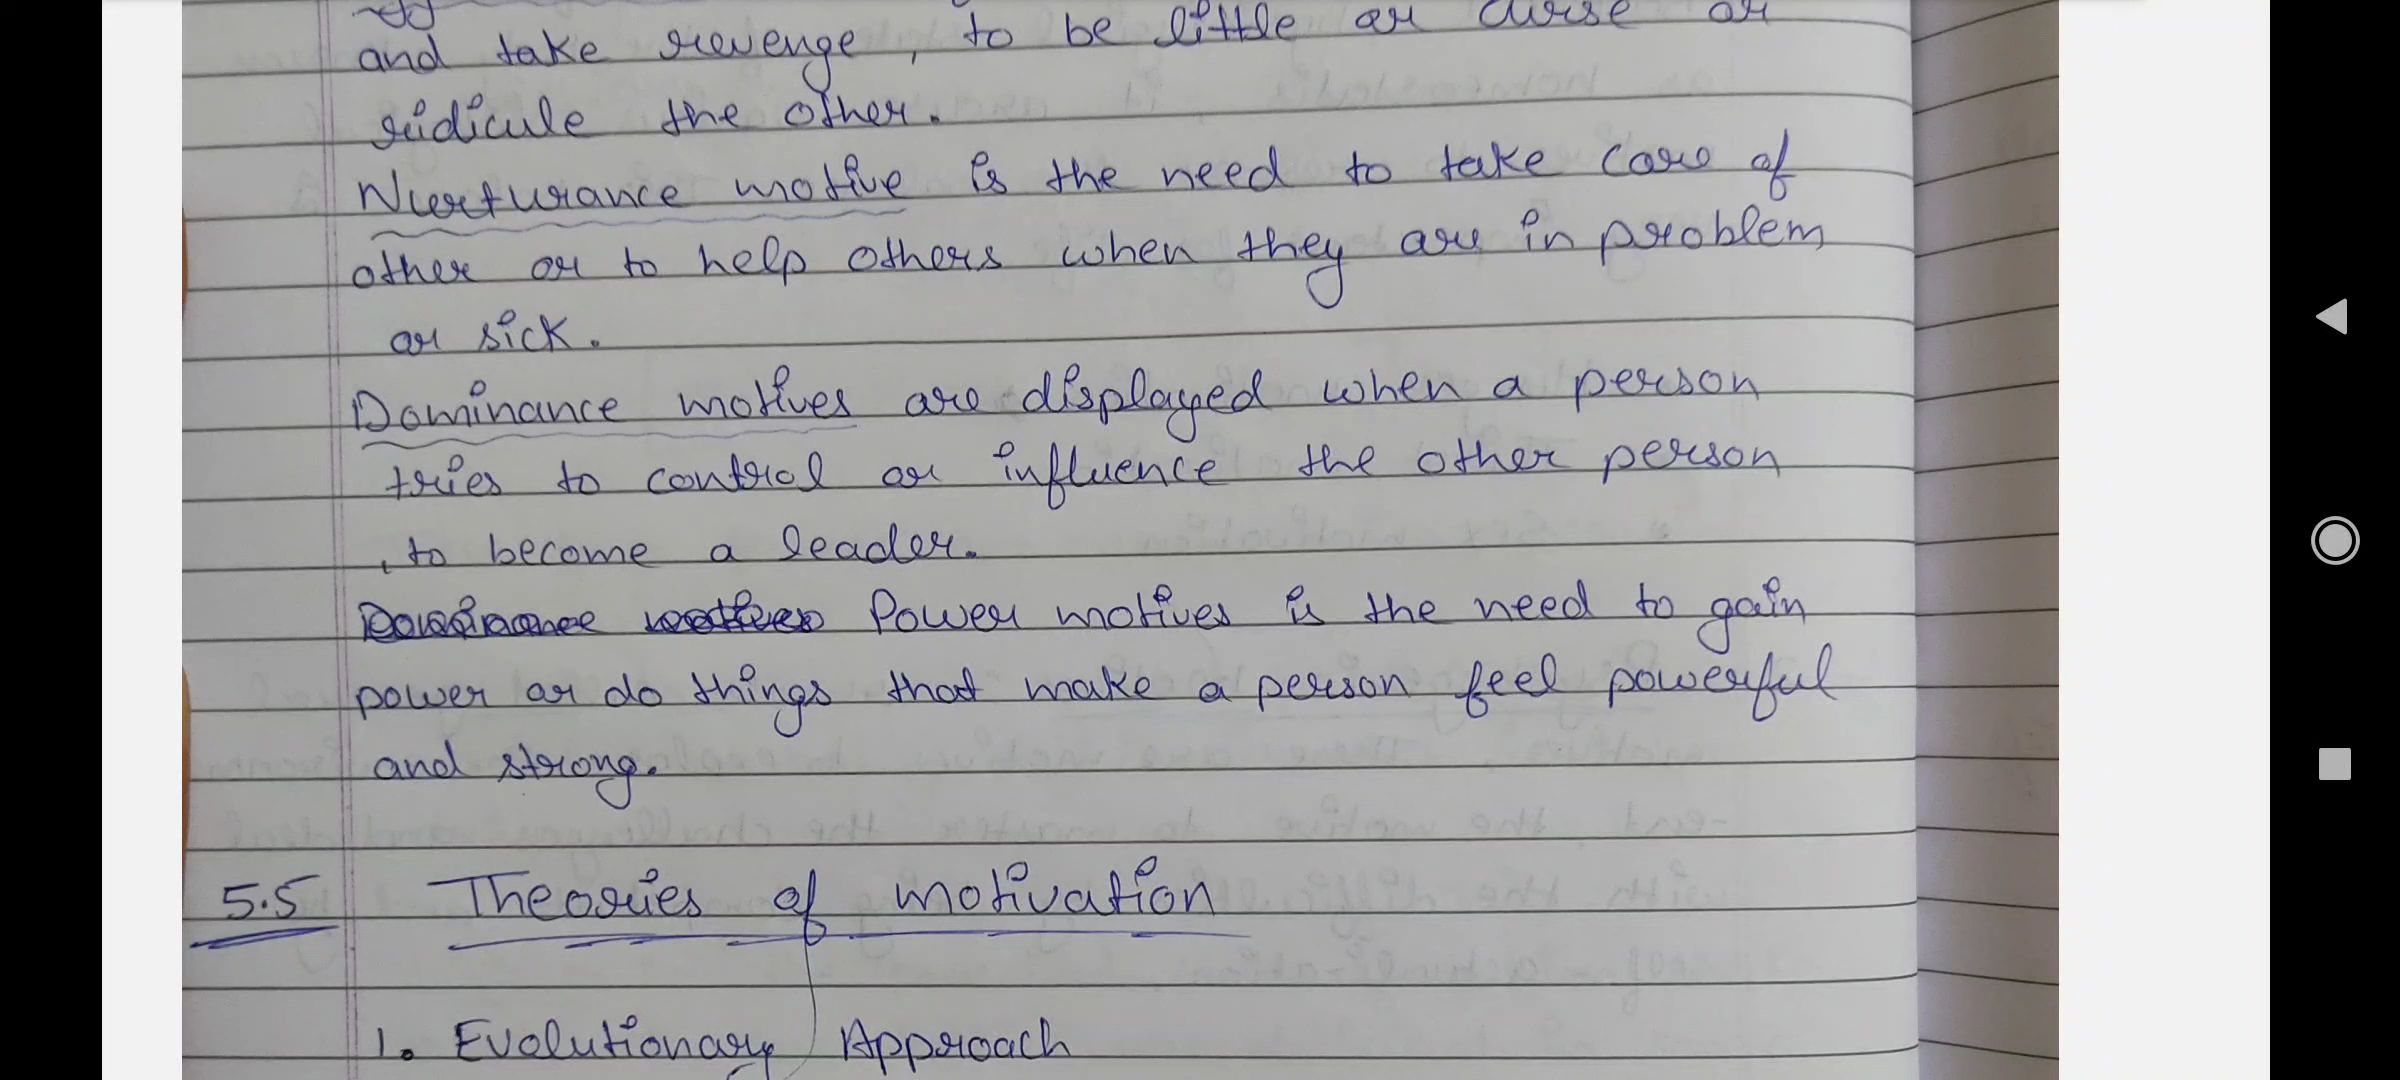 and take revenge, to be little or curse or
ridicule the other.
Nurturance motive is the need to take care of
other or to help others when they are in problem
or sick.
Dominance motives are displayed when a person
tries to control or influence the other person
, to become a leader.
Power motives is the need to gain
power or do things that make a person feel powerful
and strong.
5.5 Theories of motivation
1. Evolutionary Approach